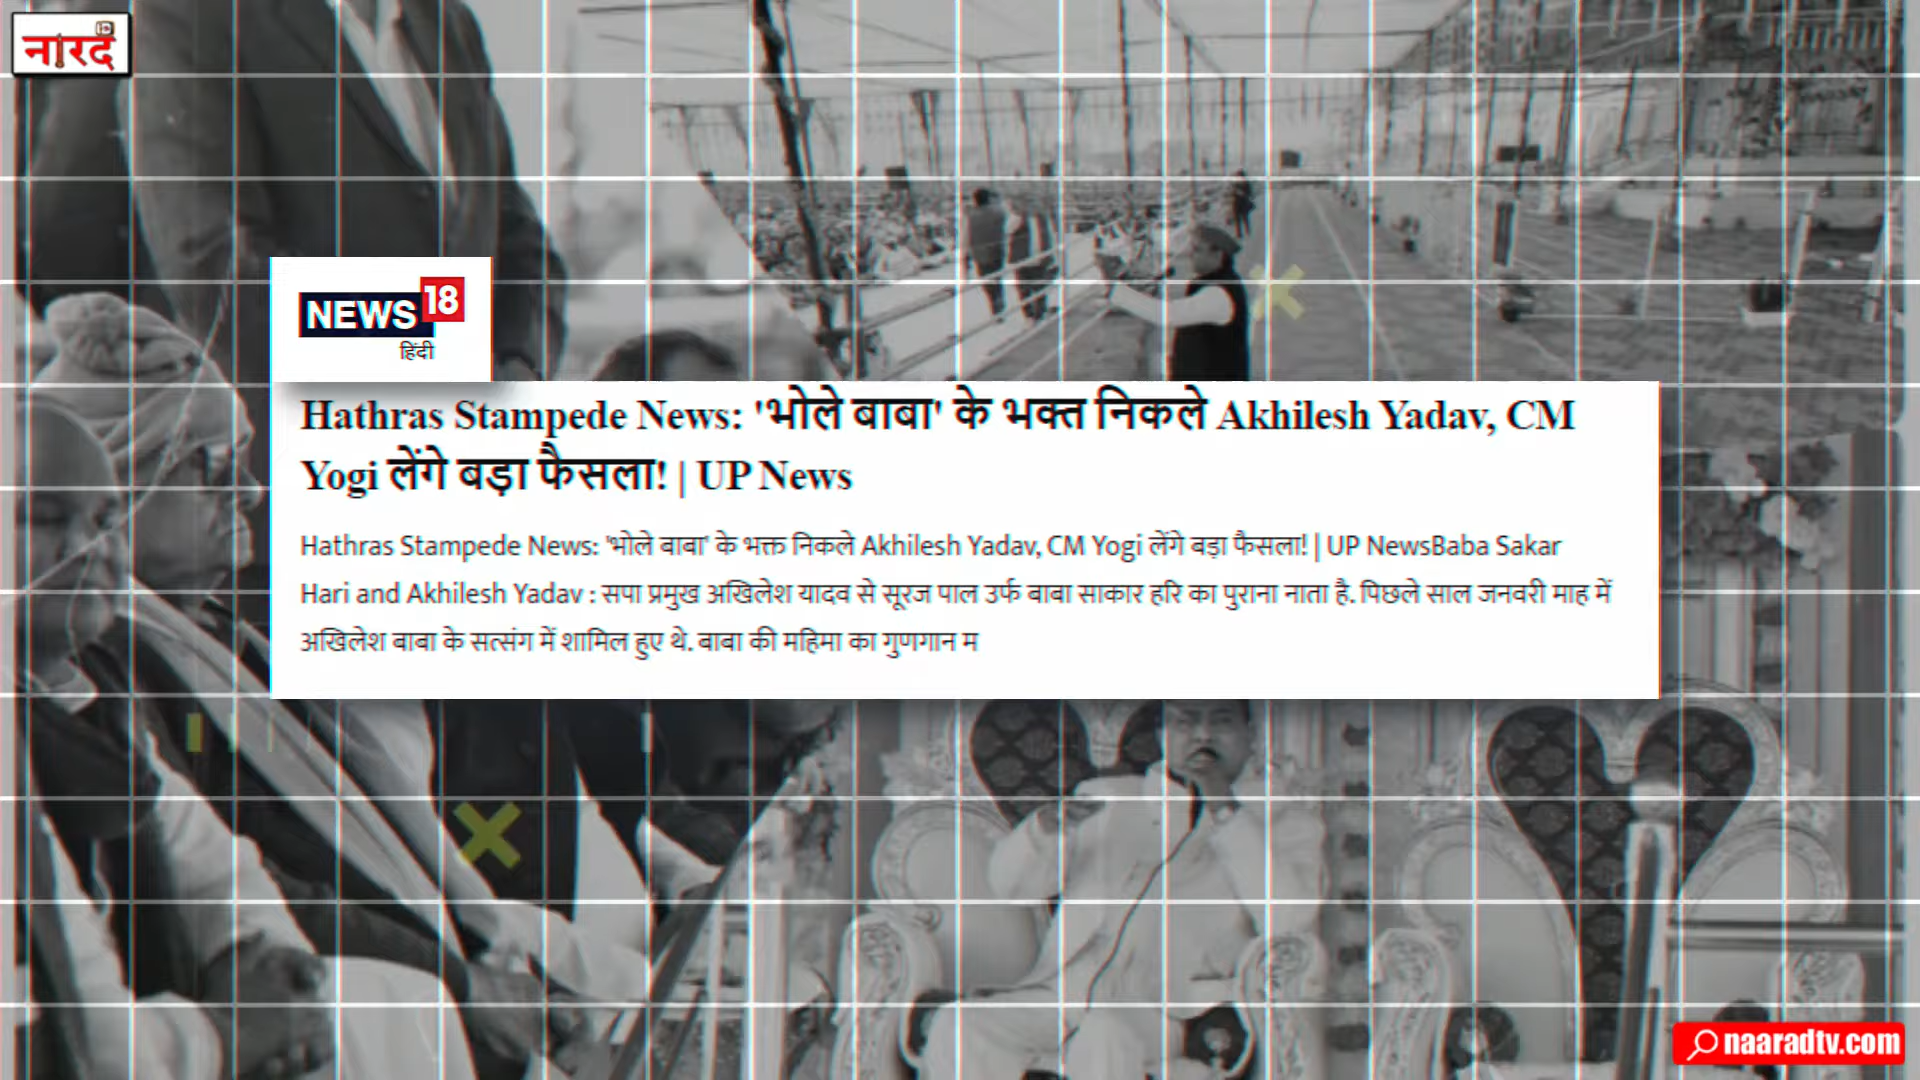 नारद
NEWS 18
हिंदी
Hathras Stampede News: 'भोले बाबा' के भक्त निकले Akhilesh Yadav, CM
Yogi लेंगे बड़ा फैसला! | UP News
Hathras Stampede News: 'भोले बाबा' के भक्त निकले Akhilesh Yadav, CM Yogi लेंगे बड़ा फैसला! | UP NewsBaba Sakar
Hari and Akhilesh Yadav : सपा प्रमुख अखिलेश यादव से सूरज पाल उर्फ बाबा साकार हरि का पुराना नाता है. पिछले साल जनवरी माह में
अखिलेश बाबा के सत्संग में शामिल हुए थे. बाबा की महिमा का गुणगान म
naaradtv.com